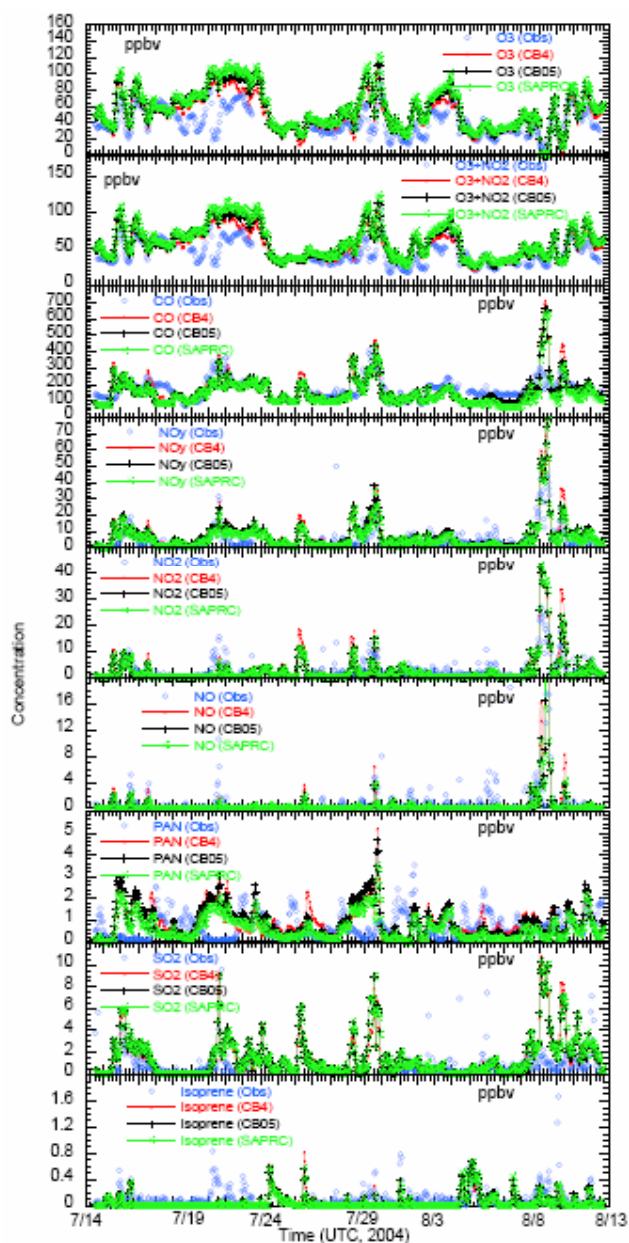 160
140
120
100
80
60
40
20
0
ppbv
O3 (Obs)
O3 (CB4)
O3 (CB05)
O3 (SAPRC)
150
100
50
0
ppbv
O3+NO2 (Obs)
O3+NO2 (CB4)
O3+NO2 (CB05)
O3+NO2 (SAPRC)
700
600
500
400
300
200
100
0
CO (Obs)
CO (CB4)
CO (CB05)
CO (SAPRC)
ppbv
70
60
50
40
30
20
10
0
NOy (Obs)
NOy (CB4)
NOy (CB05)
NOy (SAPRC)
ppbv
40
30
20
10
0
NO2 (Obs)
NO2 (CB4)
NO2 (CB05)
NO2 (SAPRC)
ppbv
Concentration
16
12
8
4
0
NO (Obs)
NO (CB4)
NO (CB05)
NO (SAPRC)
ppbv
5
4
3
2
1
0
PAN (Obs)
PAN (CB4)
PAN (CB05)
PAN (SAPRC)
ppbv
10
8
6
4
2
0
SO2 (Obs)
SO2 (CB4)
SO2 (CB05)
SO2 (SAPRC)
ppbv
1.6
1.2
0.8
0.4
0
Isoprene (Obs)
Isoprene (CB4)
Isoprene (CB05)
Isoprene (SAPRC)
ppbv
7/14 7/19 7/24 7/29 8/3 8/8 8/13
Time (UTC, 2004)